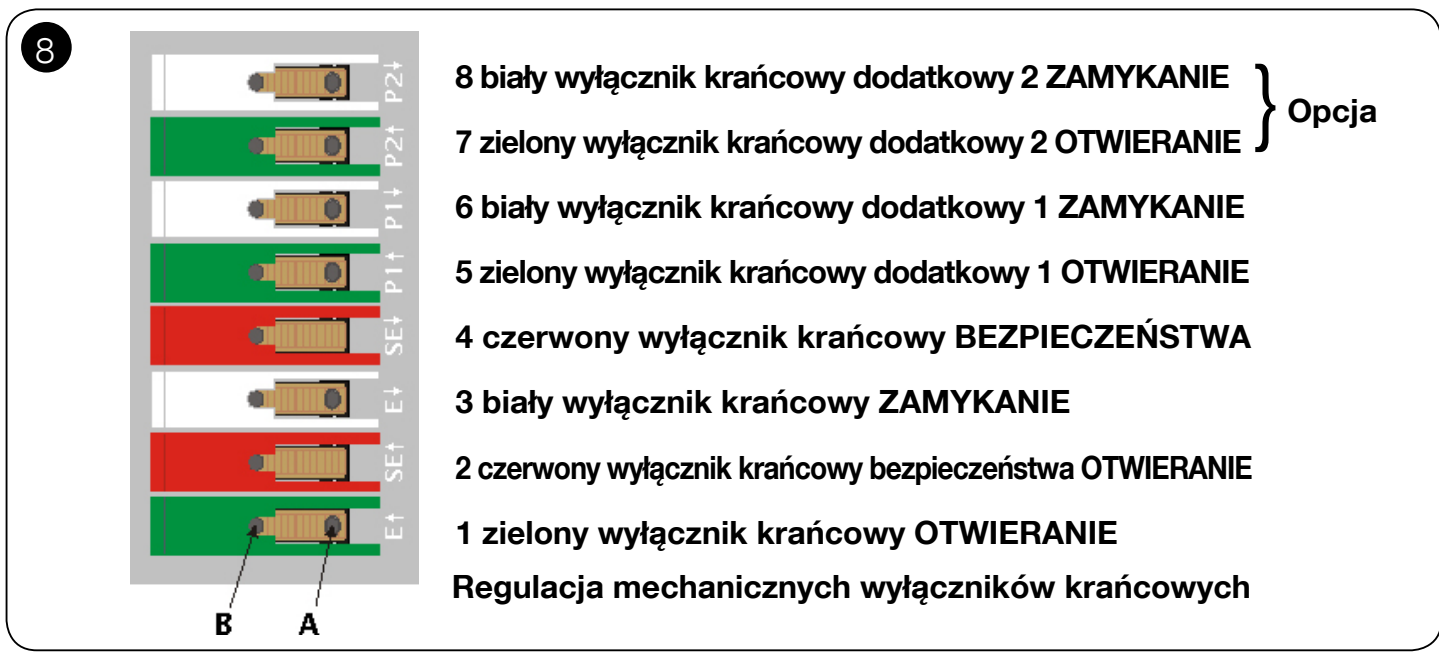 8
P2↓
8 biały wyłącznik krańcowy dodatkowy 2 ZAMYKANIE
} Opcja
P2↑
7 zielony wyłącznik krańcowy dodatkowy 2 OTWIERANIE
P1↓
6 biały wyłącznik krańcowy dodatkowy 1 ZAMYKANIE
P1↑
5 zielony wyłącznik krańcowy dodatkowy 1 OTWIERANIE
SE↓
4 czerwony wyłącznik krańcowy BEZPIECZEŃSTWA
E↓
3 biały wyłącznik krańcowy ZAMYKANIE
SE↑
2 czerwony wyłącznik krańcowy bezpieczeństwa OTWIERANIE
E↑
1 zielony wyłącznik krańcowy OTWIERANIE
Regulacja mechanicznych wyłączników krańcowych
B A